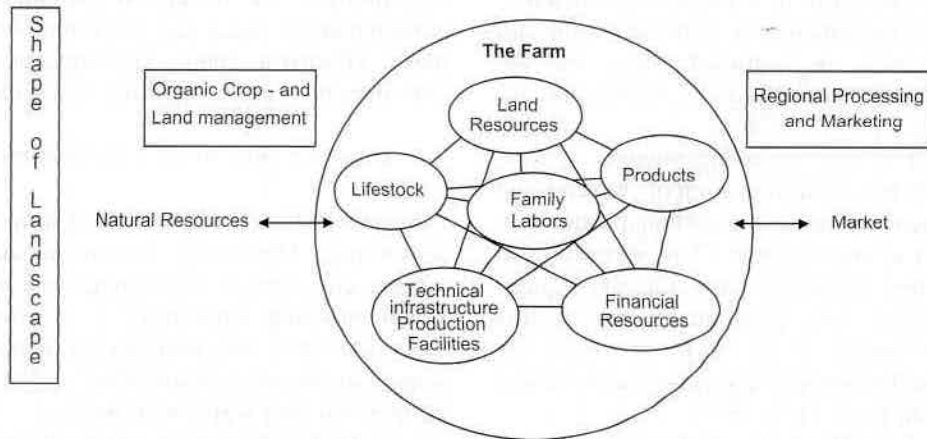 Shape of Landscape
The Farm
Organic Crop - and
Land management
Regional Processing
and Marketing
Land
Resources
Lifestock
Products
Family
Labors
Natural Resources
Market
Technical
infrastructure
Production
Facilities
Financial
Resources